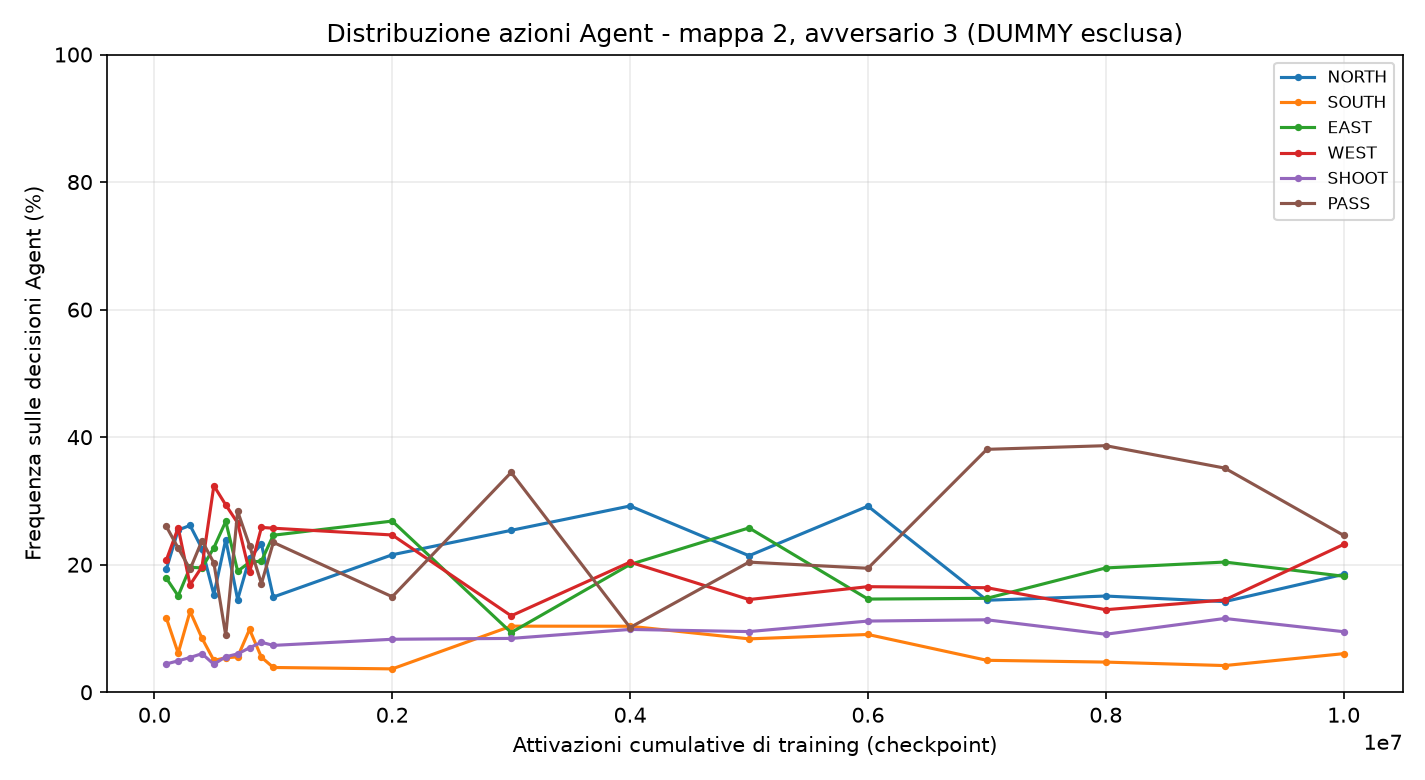 Distribuzione azioni Agent - mappa 2, avversario 3 (DUMMY esclusa)
Frequenza sulle decisioni Agent (%)
100
80
60
40
20
0
NORTH
SOUTH
EAST
WEST
SHOOT
PASS
0.0 0.2 0.4 0.6 0.8 1.0
1e7
Attivazioni cumulative di training (checkpoint)